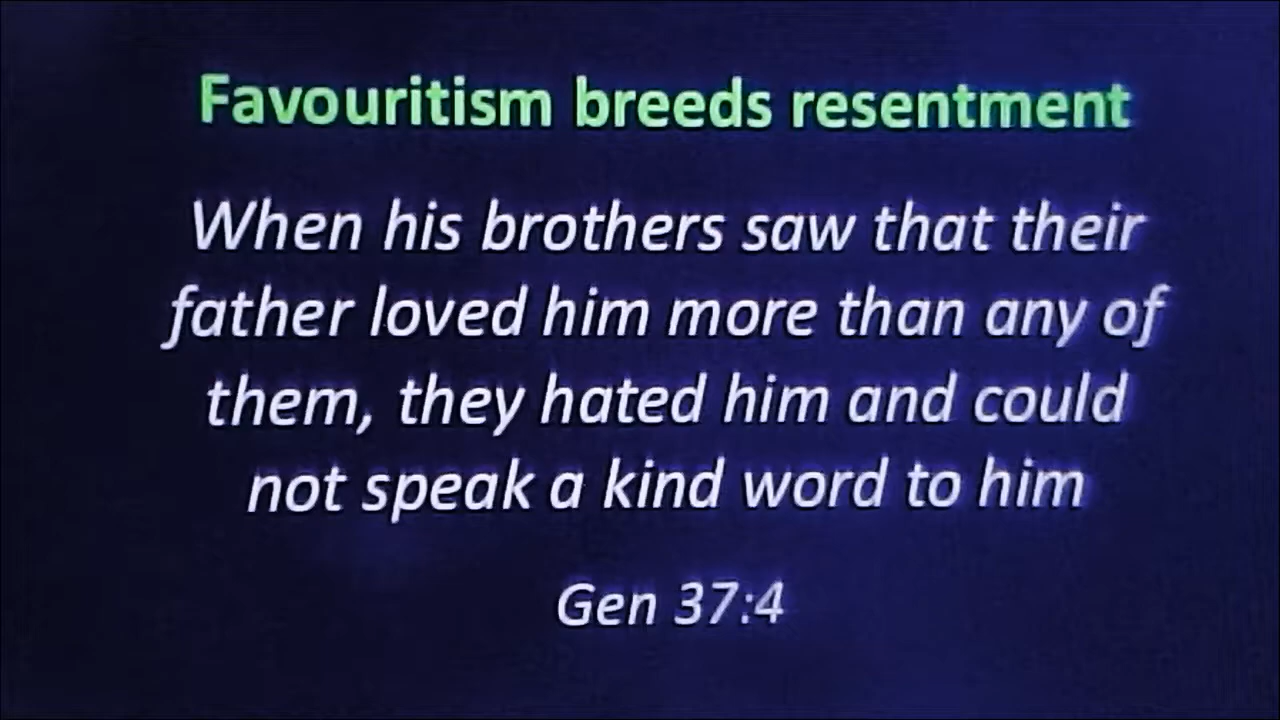 Favouritism breeds resentment
When his brothers saw that their
father loved him more than any of
them, they hated him and could
not speak a kind word to him
Gen 37:4